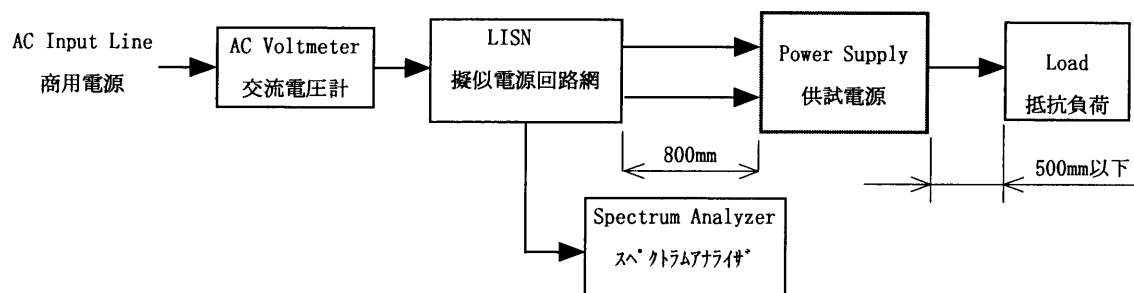 AC Input Line
商用電源
AC Voltmeter
交流電圧計
LISN
擬似電源回路網
Power Supply
供試電源
Load
抵抗負荷
800mm
500mm以下
Spectrum Analyzer
ｽﾍﾟｸﾄﾗﾑｱﾅﾗｲｻﾞ